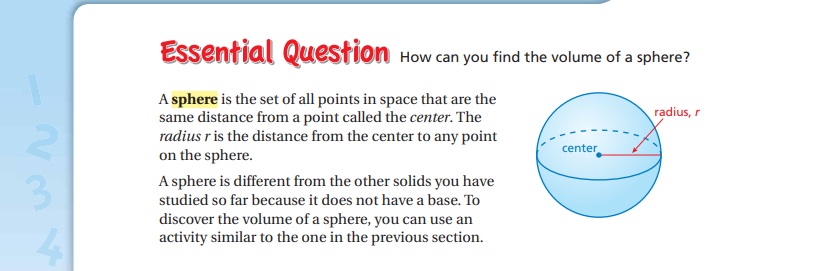 Essential Question How can you find the volume of a sphere?
A sphere is the set of all points in space that are the
same distance from a point called the center. The
radius r is the distance from the center to any point
on the sphere.
A sphere is different from the other solids you have
studied so far because it does not have a base. To
discover the volume of a sphere, you can use an
activity similar to the one in the previous section.
radius, r
center
1
2
3
4